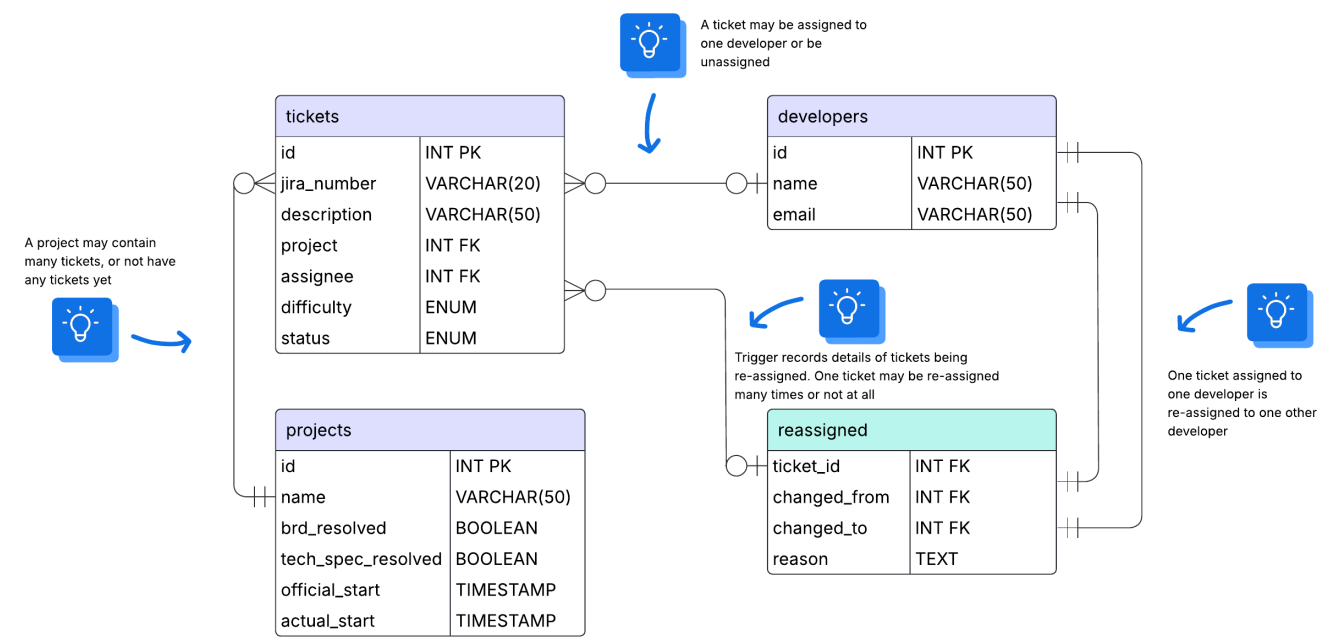 A ticket may be assigned to
one developer or be
unassigned
tickets
id INT PK
jira_number VARCHAR(20)
description VARCHAR(50)
project INT FK
assignee INT FK
difficulty ENUM
status ENUM
developers
id INT PK
name VARCHAR(50)
email VARCHAR(50)
A project may contain
many tickets, or not have
any tickets yet
Trigger records details of tickets being
re-assigned. One ticket may be re-assigned
many times or not at all
One ticket assigned to
one developer is
re-assigned to one other
developer
projects
id INT PK
name VARCHAR(50)
brd_resolved BOOLEAN
tech_spec_resolved BOOLEAN
official_start TIMESTAMP
actual_start TIMESTAMP
reassigned
ticket_id INT FK
changed_from INT FK
changed_to INT FK
reason TEXT